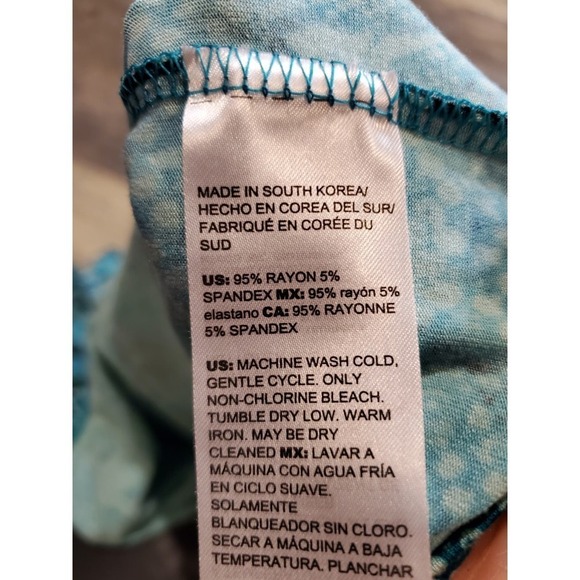 MADE IN SOUTH KOREA/
HECHO EN COREA DEL SUR/
FABRIQUÉ EN CORÉE DU
SUD
US: 95% RAYON 5%
SPANDEX MX: 95% rayón 5%
elastano CA: 95% RAYONNE
5% SPANDEX
US: MACHINE WASH COLD,
GENTLE CYCLE. ONLY
NON-CHLORINE BLEACH.
TUMBLE DRY LOW. WARM
IRON. MAY BE DRY
CLEANED MX: LAVAR A
MÁQUINA CON AGUA FRÍA
EN CICLO SUAVE.
SOLAMENTE
BLANQUEADOR SIN CLORO.
SECAR A MÁQUINA A BAJA
TEMPERATURA. PLANCHAR